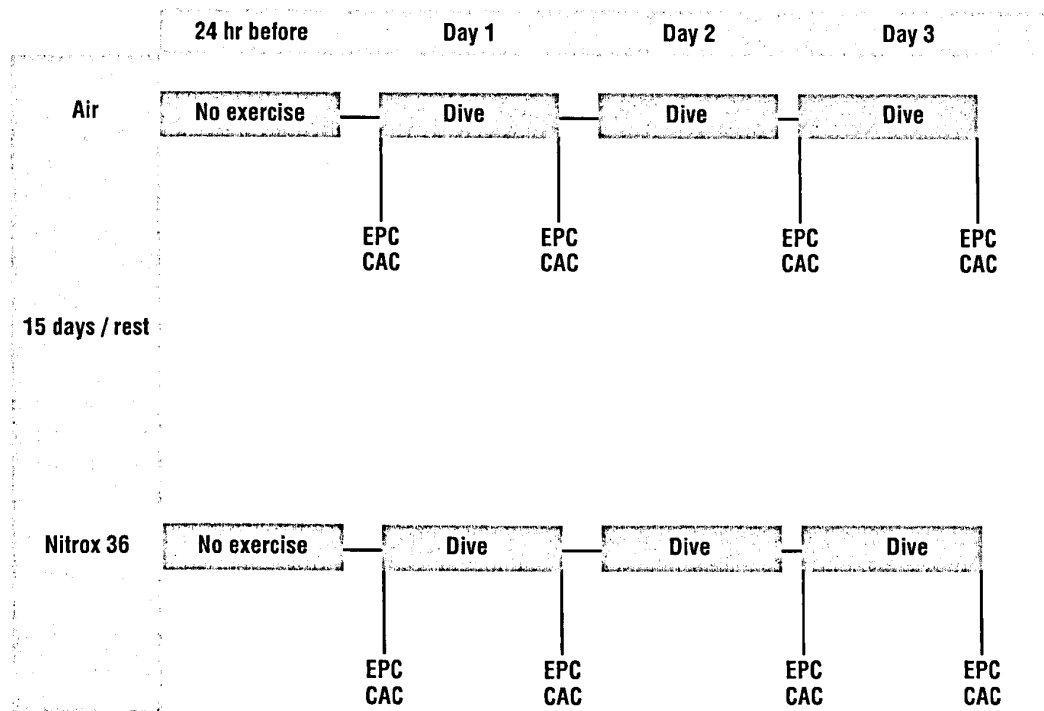 24 hr before Day 1 Day 2 Day 3
Air No exercise Dive Dive Dive
EPC EPC EPC EPC
CAC CAC CAC CAC
15 days / rest
Nitrox 36 No exercise Dive Dive Dive
EPC EPC EPC EPC
CAC CAC CAC CAC